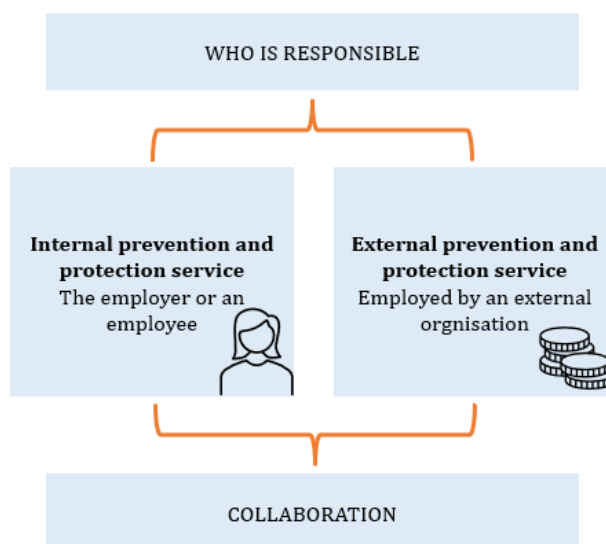 WHO IS RESPONSIBLE
Internal prevention and
protection service
The employer or an
employee
External prevention and
protection service
Employed by an external
orgnisation
COLLABORATION